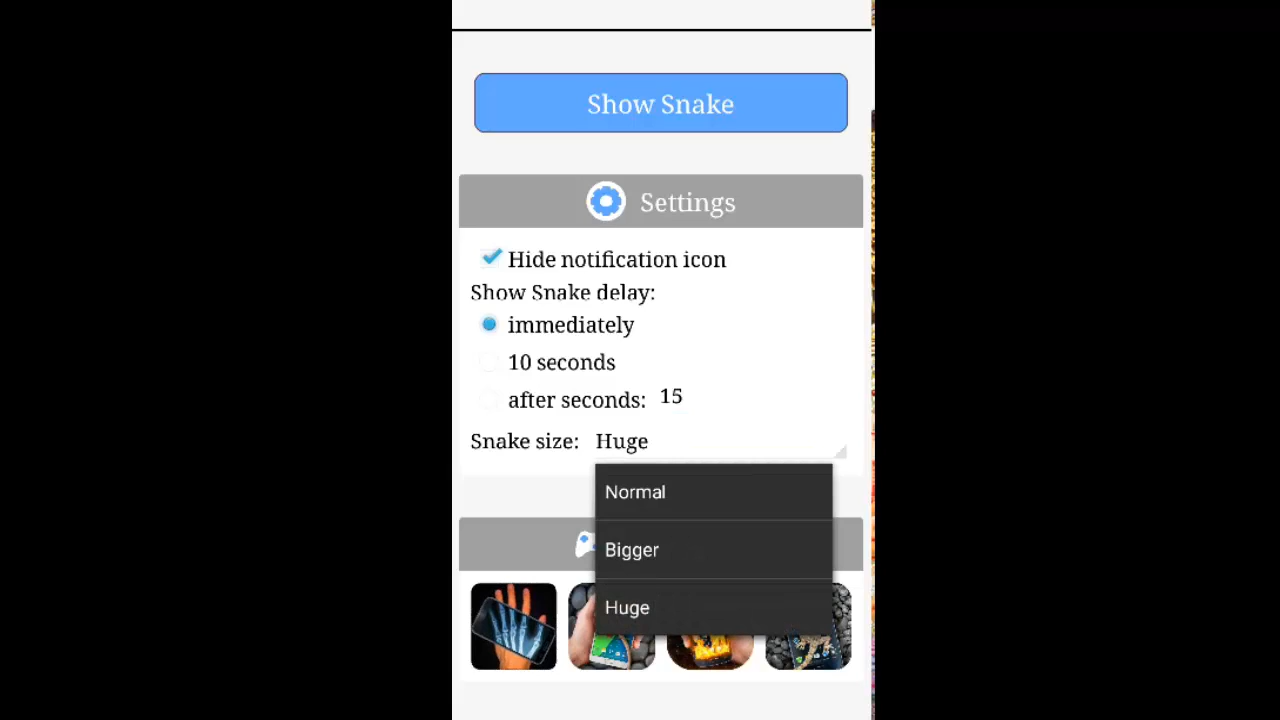 Show Snake
Settings
Hide notification icon
Show Snake delay:
immediately
10 seconds
after seconds: 15
Snake size: Huge
Normal
Bigger
Huge